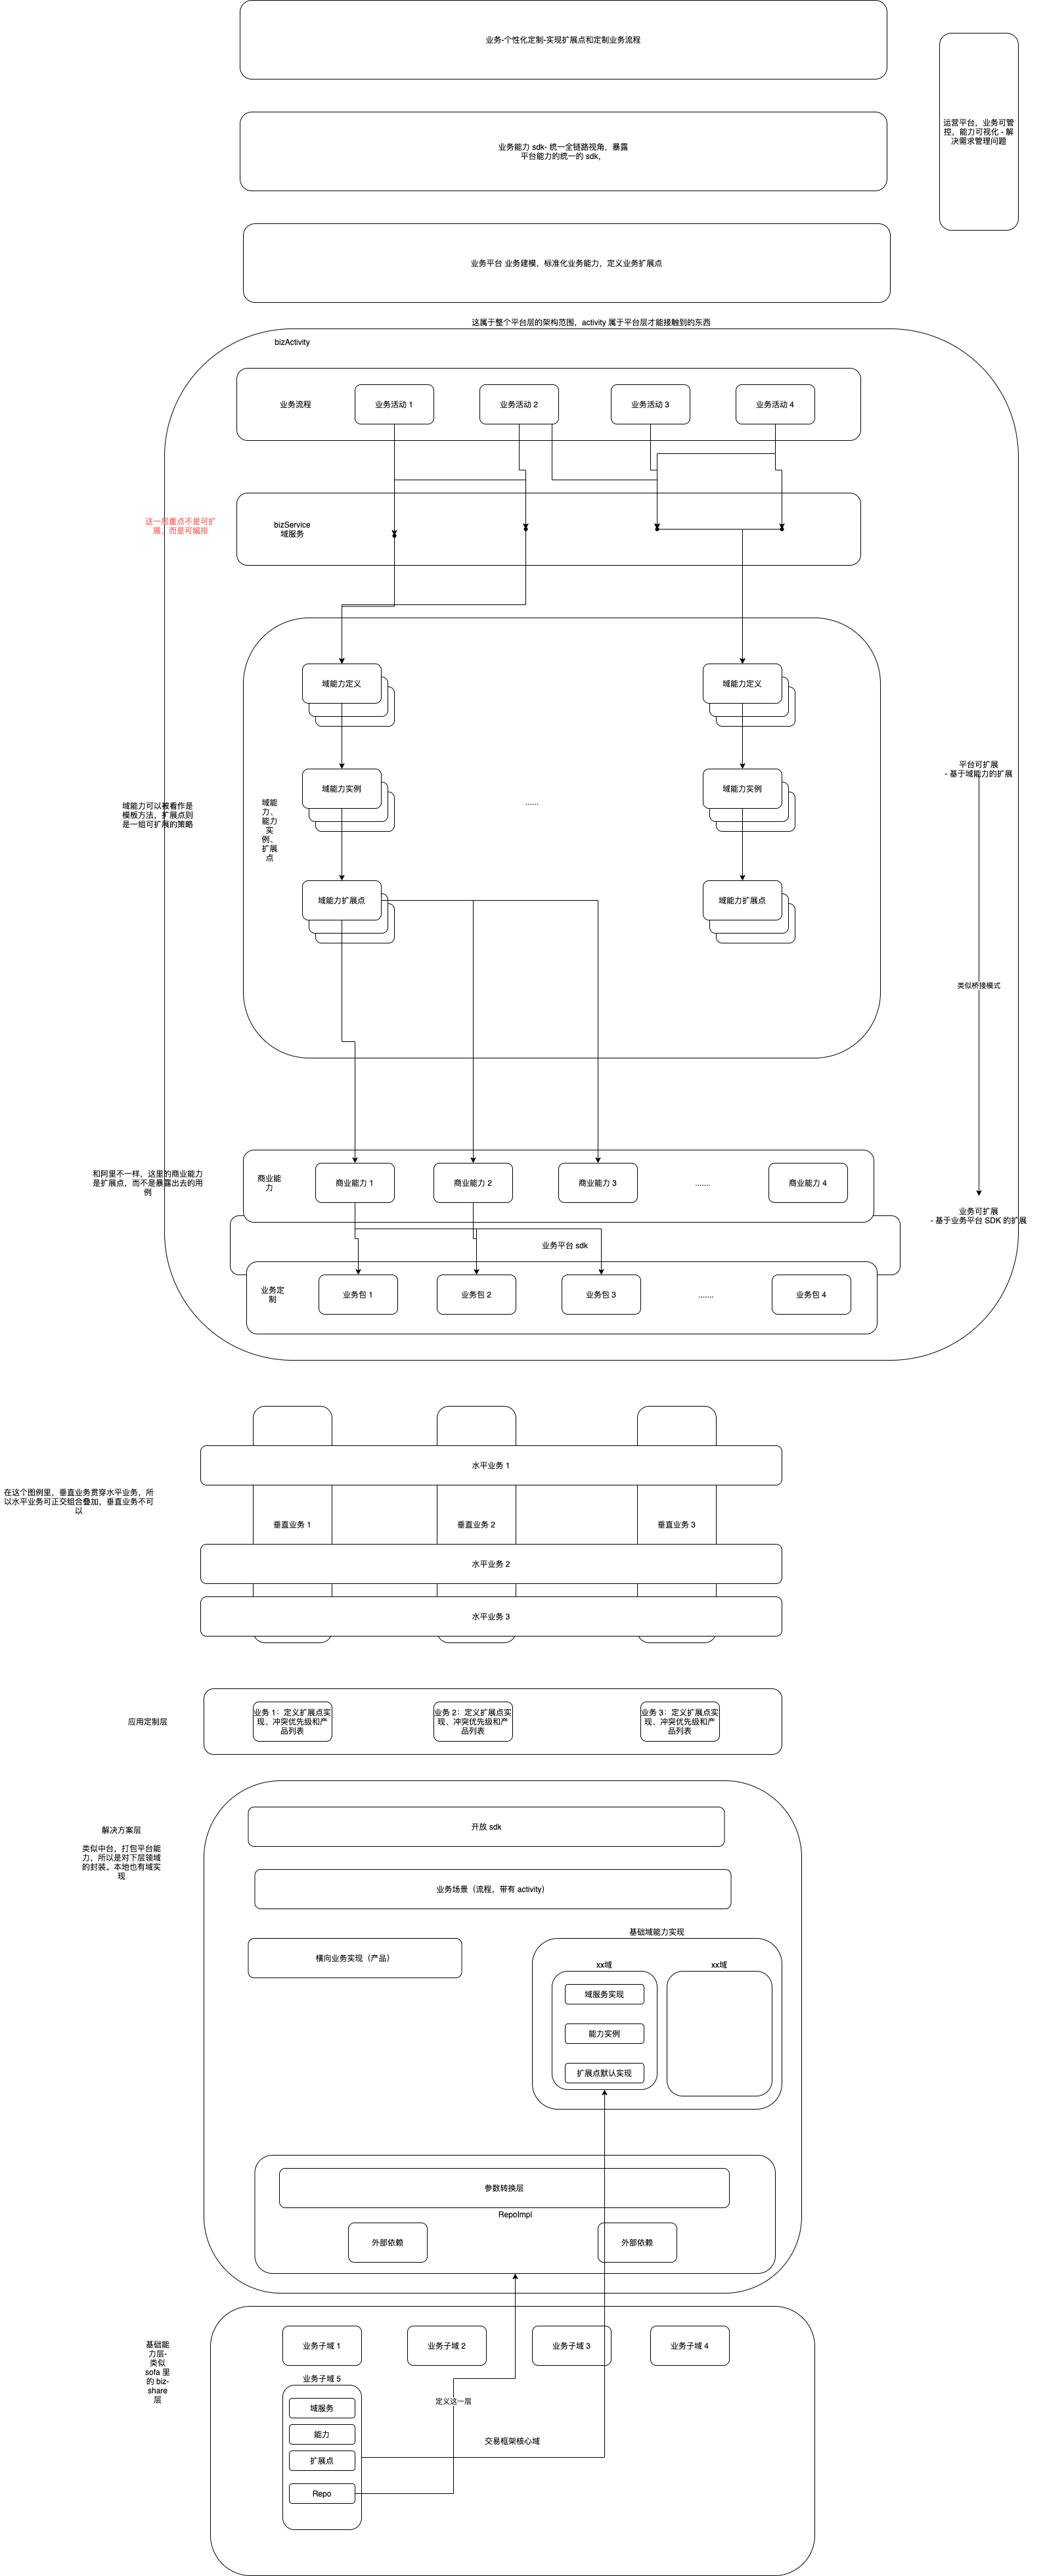 业务-个性化定制-实现扩展点和定制业务流程
运营平台，业务可管
控，能力可视化 - 解
决需求管理问题
业务能力 sdk- 统一全链路视角，暴露
平台能力的统一的 sdk，
业务平台 业务建模，标准化业务能力，定义业务扩展点
这属于整个平台层的架构范围，activity 属于平台层才能接触到的东西
bizActivity
业务流程
业务活动 1
业务活动 2
业务活动 3
业务活动 4
这一层重点不是可扩
展，而是可编排
bizService
域服务
域能力定义
域能力定义
域能力可以被看作是
模板方法，扩展点则
是一组可扩展的策略
域能
力、
能力
实
例、
扩展
点
域能力实例
......
域能力实例
平台可扩展
- 基于域能力的扩展
域能力扩展点
域能力扩展点
类似桥接模式
和阿里不一样，这里的商业能力
是扩展点，而不是暴露出去的用
例
商业能
力
商业能力 1
商业能力 2
商业能力 3
.......
商业能力 4
业务可扩展
- 基于业务平台 SDK 的扩展
业务平台 sdk
业务定
制
业务包 1
业务包 2
业务包 3
.......
业务包 4
水平业务 1
在这个图例里，垂直业务贯穿水平业务，所
以水平业务可正交组合叠加，垂直业务不可
以
垂直业务 1
垂直业务 2
垂直业务 3
水平业务 2
水平业务 3
应用定制层
业务 1：定义扩展点实
现、冲突优先级和产
品列表
业务 2：定义扩展点实
现、冲突优先级和产
品列表
业务 3：定义扩展点实
现、冲突优先级和产
品列表
解决方案层
类似中台，打包平台能
力，所以是对下层领域
的封装。本地也有域实
现
开放 sdk
业务场景（流程，带有 activity）
横向业务实现（产品）
基础域能力实现
xx域
xx域
域服务实现
能力实例
扩展点默认实现
参数转换层
RepoImpl
外部依赖
外部依赖
基础能
力层-
类似
sofa 里
的 biz-
share
层
业务子域 1
业务子域 2
业务子域 3
业务子域 4
业务子域 5
域服务
能力
扩展点
Repo
定义这一层
交易框架核心域